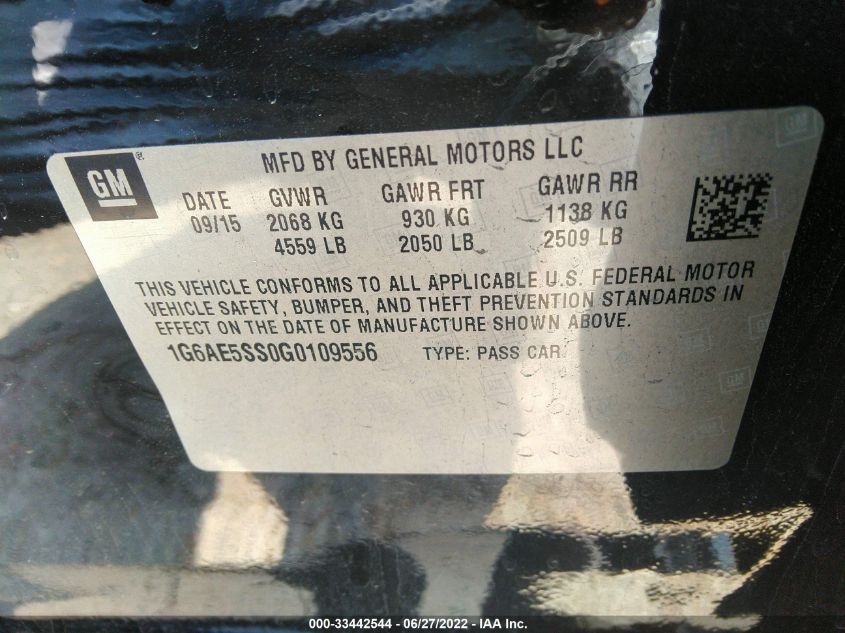 GM ®
MFD BY GENERAL MOTORS LLC
DATE GVWR GAWR FRT GAWR RR
09/15 2068 KG 930 KG 1138 KG
4559 LB 2050 LB 2509 LB
THIS VEHICLE CONFORMS TO ALL APPLICABLE U.S. FEDERAL MOTOR
VEHICLE SAFETY, BUMPER, AND THEFT PREVENTION STANDARDS IN
EFFECT ON THE DATE OF MANUFACTURE SHOWN ABOVE.
1G6AE5SS0G0109556 TYPE: PASS CAR
000-33442544 - 06/27/2022 - IAA Inc.